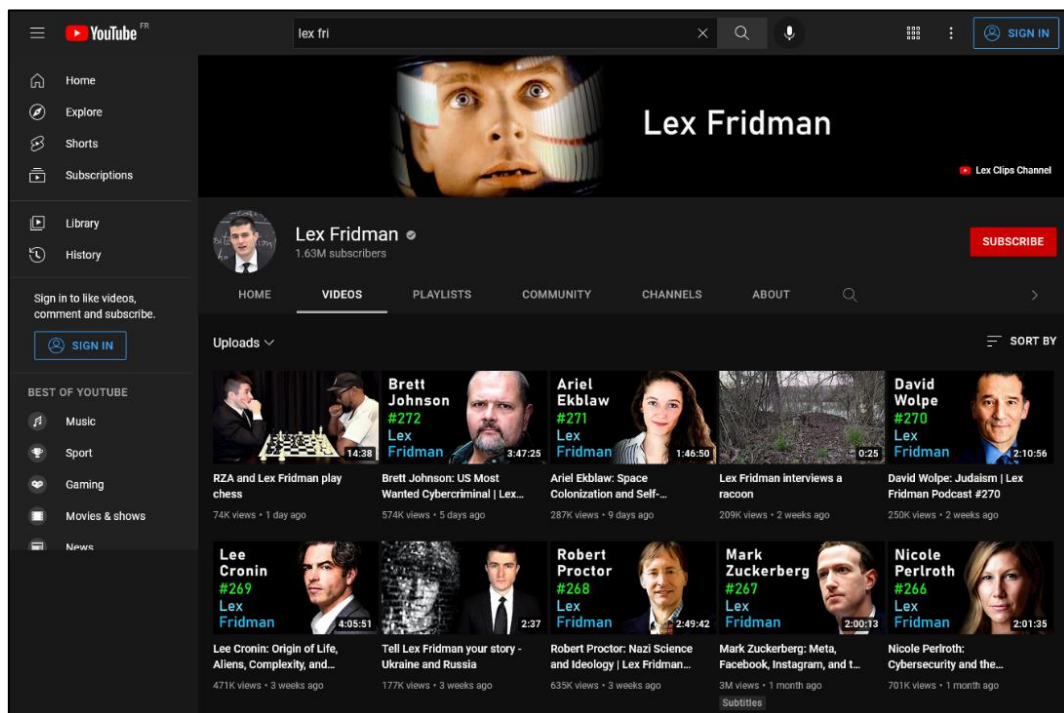 YouTube FR
lex fri
SIGN IN
Home
Explore
Shorts
Subscriptions
Library
History
Sign in to like videos,
comment and subscribe.
SIGN IN
BEST OF YOUTUBE
Music
Sport
Gaming
Movies & shows
News
Lex Fridman
Lex Clips Channel
Lex Fridman
1.63M subscribers
SUBSCRIBE
HOME VIDEOS PLAYLISTS COMMUNITY CHANNELS ABOUT
Uploads
SORT BY
14:38
RZA and Lex Fridman play
chess
74K views • 1 day ago
Brett
Johnson
#272
Lex
Fridman
3:47:25
Brett Johnson: US Most
Wanted Cybercriminal | Lex...
574K views • 5 days ago
Ariel
Ekblaw
#271
Lex
Fridman
1:46:50
Ariel Ekblaw: Space
Colonization and Self-...
287K views • 9 days ago
0:25
Lex Fridman interviews a
racoon
209K views • 2 weeks ago
David
Wolpe
#270
Lex
Fridman
2:10:56
David Wolpe: Judaism | Lex
Fridman Podcast #270
250K views • 2 weeks ago
Lee
Cronin
#269
Lex
Fridman
4:05:51
Lee Cronin: Origin of Life,
Aliens, Complexity, and...
471K views • 3 weeks ago
2:37
Tell Lex Fridman your story -
Ukraine and Russia
177K views • 3 weeks ago
Robert
Proctor
#268
Lex
Fridman
2:49:42
Robert Proctor: Nazi Science
and Ideology | Lex Fridman...
635K views • 3 weeks ago
Mark
Zuckerberg
#267
Lex
Fridman
2:00:13
Mark Zuckerberg: Meta,
Facebook, Instagram, and t...
3M views • 1 month ago
Subtitles
Nicole
Perlroth
#266
Lex
Fridman
2:01:35
Nicole Perlroth:
Cybersecurity and the...
701K views • 1 month ago